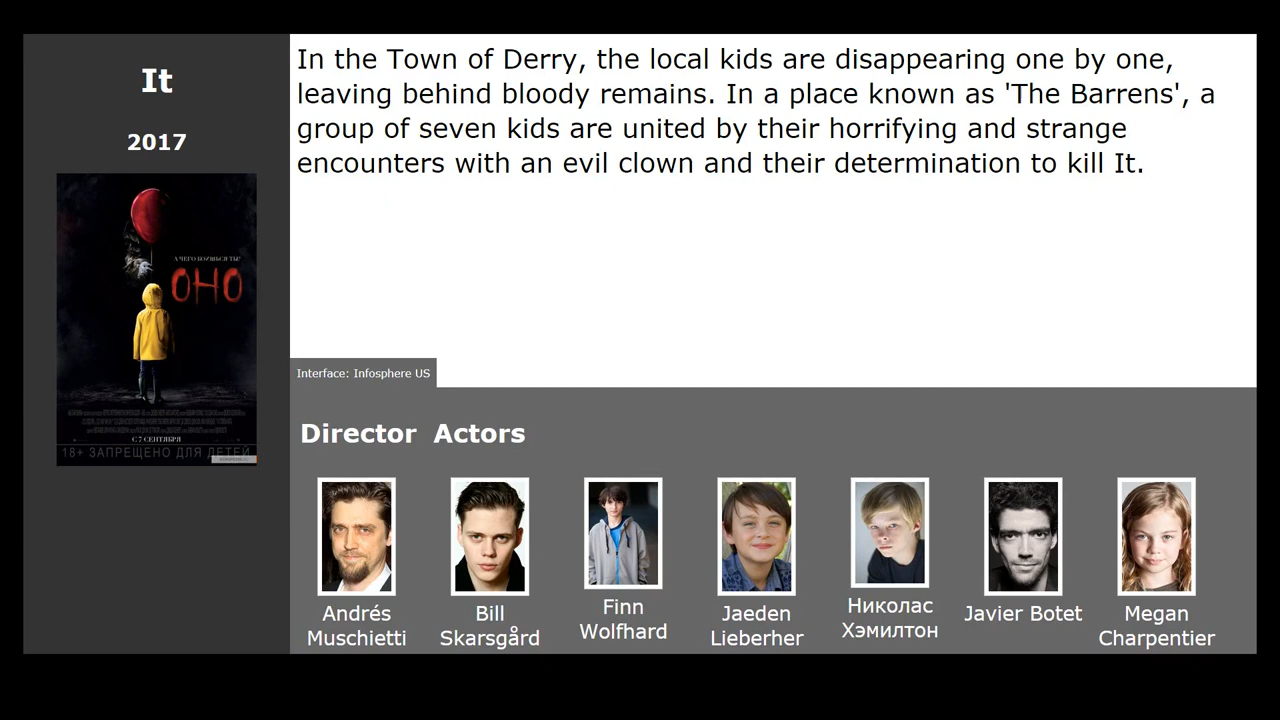 It
2017
А ЧЕГО БОИШЬСЯ ТЫ?
ОНО
С 7 СЕНТЯБРЯ
18+ ЗАПРЕЩЕНО ДЛЯ ДЕТЕЙ
In the Town of Derry, the local kids are disappearing one by one,
leaving behind bloody remains. In a place known as 'The Barrens', a
group of seven kids are united by their horrifying and strange
encounters with an evil clown and their determination to kill It.
Interface: Infosphere US
Director Actors
Andrés
Muschietti
Bill
Skarsgård
Finn
Wolfhard
Jaeden
Lieberher
Николас
Хэмилтон
Javier Botet
Megan
Charpentier